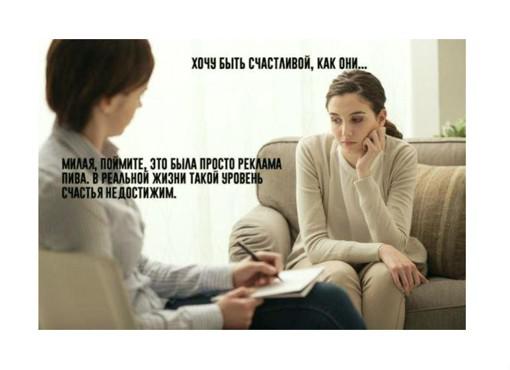 ХОЧУ БЫТЬ СЧАСТЛИВОЙ, КАК ОНИ...
МИЛАЯ, ПОЙМИТЕ, ЭТО БЫЛА ПРОСТО РЕКЛАМА
ПИВА. В РЕАЛЬНОЙ ЖИЗНИ ТАКОЙ УРОВЕНЬ
СЧАСТЬЯ НЕДОСТИЖИМ.